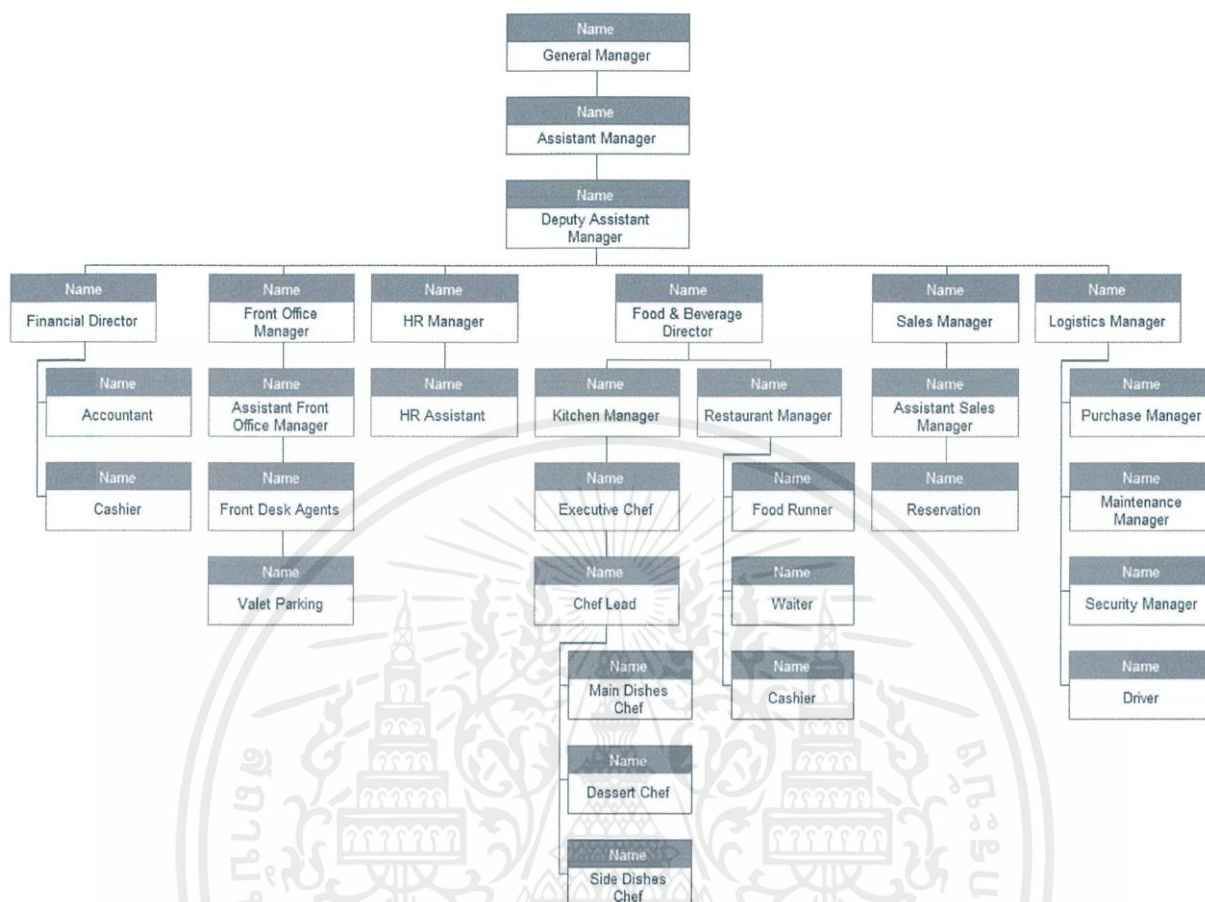 Name
General Manager
Name
Assistant Manager
Name
Deputy Assistant
Manager
Name
Financial Director
Name
Front Office
Manager
Name
HR Manager
Name
Food & Beverage
Director
Name
Sales Manager
Name
Logistics Manager
Name
Accountant
Name
Cashier
Name
Assistant Front
Office Manager
Name
Front Desk Agents
Name
Valet Parking
Name
HR Assistant
Name
Kitchen Manager
Name
Executive Chef
Name
Chef Lead
Name
Main Dishes
Chef
Name
Dessert Chef
Name
Side Dishes
Chef
Name
Restaurant Manager
Name
Food Runner
Name
Waiter
Name
Cashier
Name
Assistant Sales
Manager
Name
Reservation
Name
Purchase Manager
Name
Maintenance
Manager
Name
Security Manager
Name
Driver